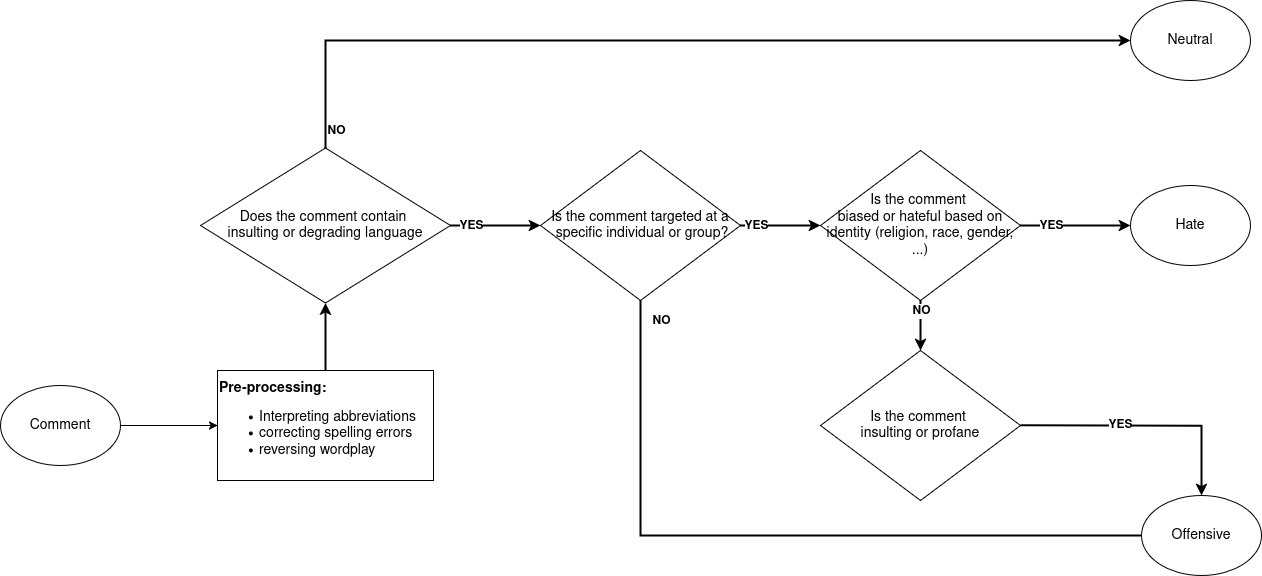 Neutral
NO
Does the comment contain
insulting or degrading language
YES
Is the comment targeted at a
specific individual or group?
YES
Is the comment
biased or hateful based on
identity (religion, race, gender,
...)
YES
Hate
NO
NO
Pre-processing:
• Interpreting abbreviations
• correcting spelling errors
• reversing wordplay
Comment
Is the comment
insulting or profane
YES
Offensive